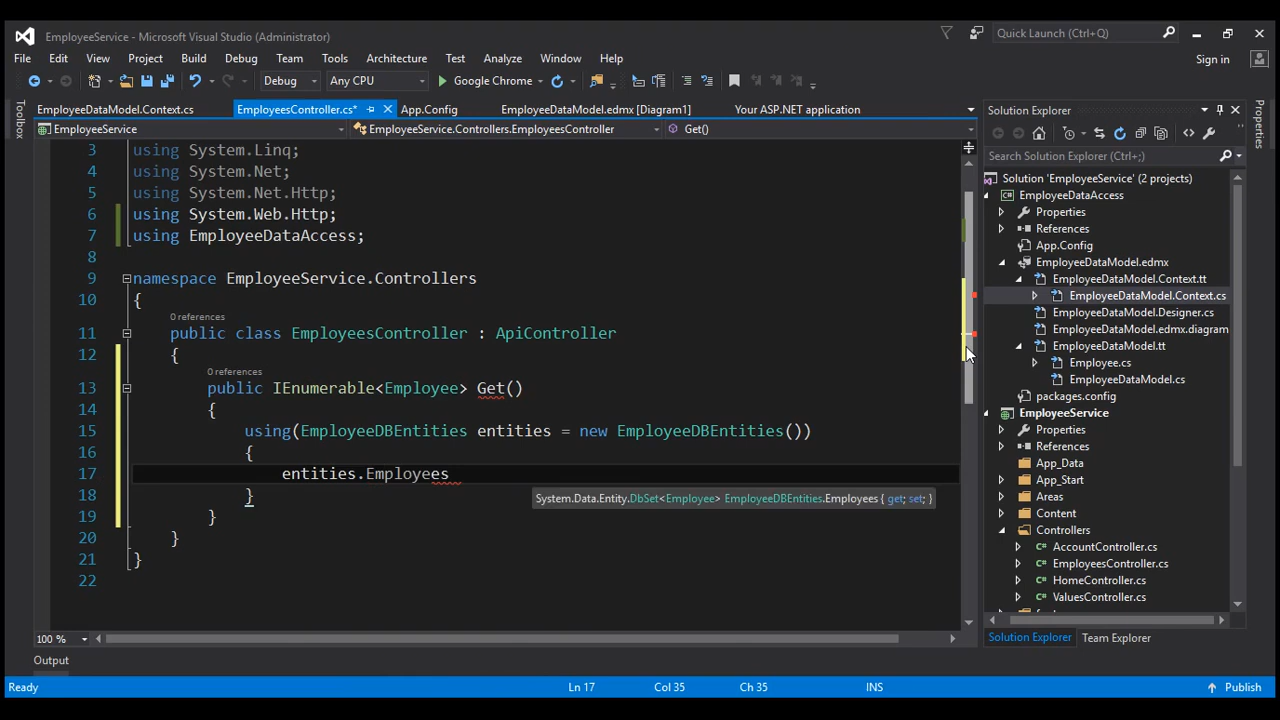 EmployeeService - Microsoft Visual Studio (Administrator)
Quick Launch (Ctrl+Q)
File Edit View Project Build Debug Team Tools Architecture Test Analyze Window Help
Sign in
Debug Any CPU Google Chrome
Toolbox
EmployeeDataModel.Context.cs EmployeesController.cs* App.Config EmployeeDataModel.edmx [Diagram1] Your ASP.NET application
EmployeeService EmployeeService.Controllers.EmployeesController Get()
3 using System.Linq;
4 using System.Net;
5 using System.Net.Http;
6 using System.Web.Http;
7 using EmployeeDataAccess;
8
9 namespace EmployeeService.Controllers
10 {
0 references
11 public class EmployeesController : ApiController
12 {
0 references
13 public IEnumerable<Employee> Get()
14 {
15 using(EmployeeDBEntities entities = new EmployeeDBEntities())
16 {
17 entities.Employees
System.Data.Entity.DbSet<Employee> EmployeeDBEntities.Employees { get; set; }
18 }
19 }
20 }
21 }
22
100 %
Solution Explorer
Search Solution Explorer (Ctrl+;)
Solution 'EmployeeService' (2 projects)
EmployeeDataAccess
Properties
References
App.Config
EmployeeDataModel.edmx
EmployeeDataModel.Context.tt
EmployeeDataModel.Context.cs
EmployeeDataModel.Designer.cs
EmployeeDataModel.edmx.diagram
EmployeeDataModel.tt
Employee.cs
EmployeeDataModel.cs
packages.config
EmployeeService
Properties
References
App_Data
App_Start
Areas
Content
Controllers
AccountController.cs
EmployeesController.cs
HomeController.cs
ValuesController.cs
Solution Explorer Team Explorer
Properties
Output
Ready Ln 17 Col 35 Ch 35 INS Publish